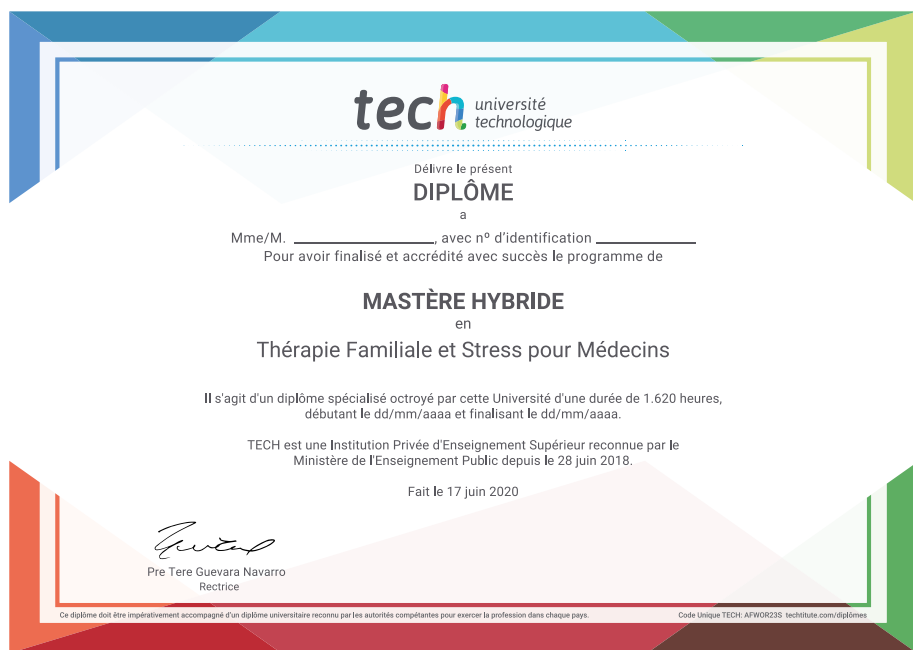 tech université
technologique
Délivre le présent
DIPLÔME
a
Mme/M. ____________, avec nº d'identification ____________
Pour avoir finalisé et accrédité avec succès le programme de
MASTÈRE HYBRIDE
en
Thérapie Familiale et Stress pour Médecins
Il s'agit d'un diplôme spécialisé octroyé par cette Université d'une durée de 1.620 heures,
débutant le dd/mm/aaaa et finalisant le dd/mm/aaaa.
TECH est une Institution Privée d'Enseignement Supérieur reconnue par le
Ministère de l'Enseignement Public depuis le 28 juin 2018.
Fait le 17 juin 2020
Pre Tere Guevara Navarro
Rectrice
Ce diplôme doit être impérativement accompagné d'un diplôme universitaire reconnu par les autorités compétantes pour exercer la profession dans chaque pays.
Code Unique TECH: AFWOR23S techtitute.com/diplômes